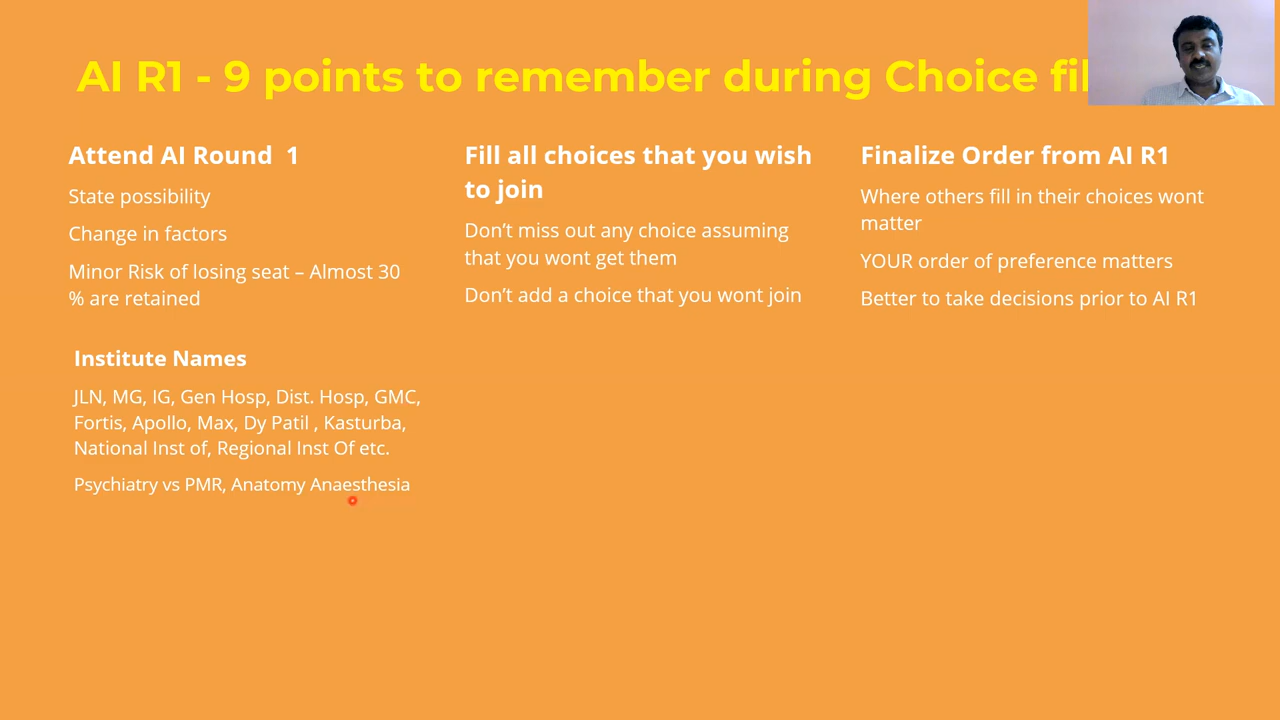 AI R1 - 9 points to remember during Choice fil
Attend AI Round 1
State possibility
Change in factors
Minor Risk of losing seat – Almost 30
% are retained
Fill all choices that you wish
to join
Don’t miss out any choice assuming
that you wont get them
Don’t add a choice that you wont join
Finalize Order from AI R1
Where others fill in their choices wont
matter
YOUR order of preference matters
Better to take decisions prior to AI R1
Institute Names
JLN, MG, IG, Gen Hosp, Dist. Hosp, GMC,
Fortis, Apollo, Max, Dy Patil , Kasturba,
National Inst of, Regional Inst Of etc.
Psychiatry vs PMR, Anatomy Anaesthesia